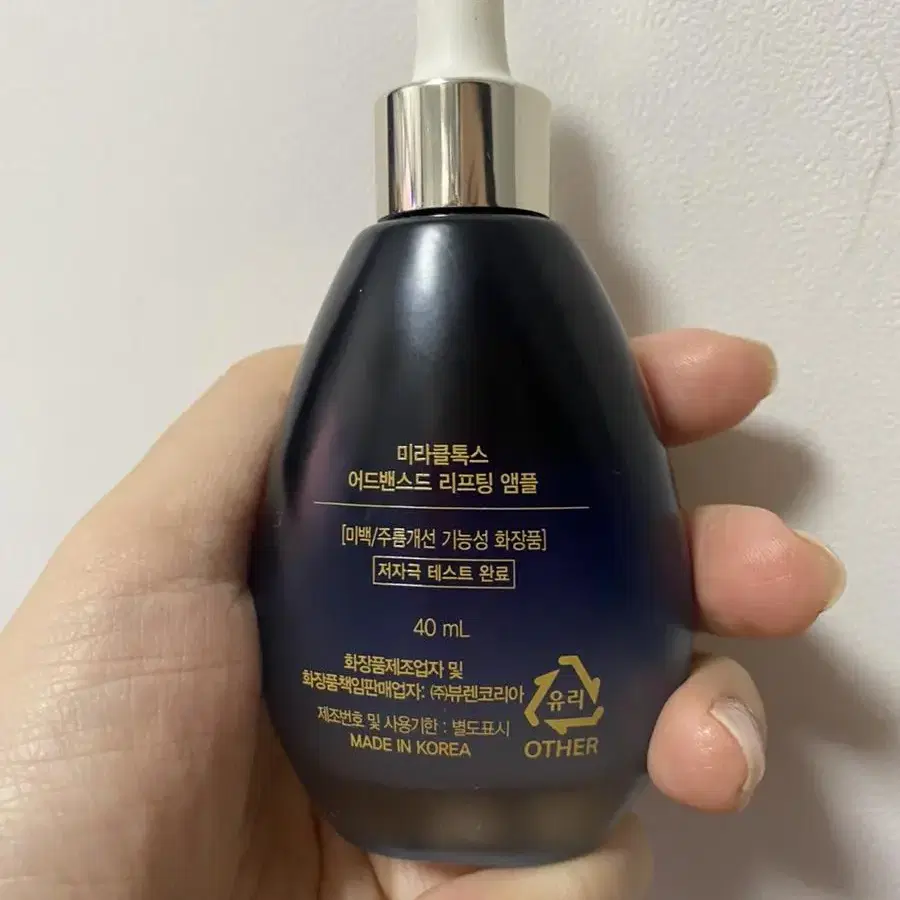 미라클톡스
어드밴스드 리프팅 앰플
[미백/주름개선 기능성 화장품]
저자극 테스트 완료
40 mL
화장품제조업자 및
화장품책임판매업자: ㈜뷰렌코리아
제조번호 및 사용기한 : 별도표시
MADE IN KOREA
유리
OTHER